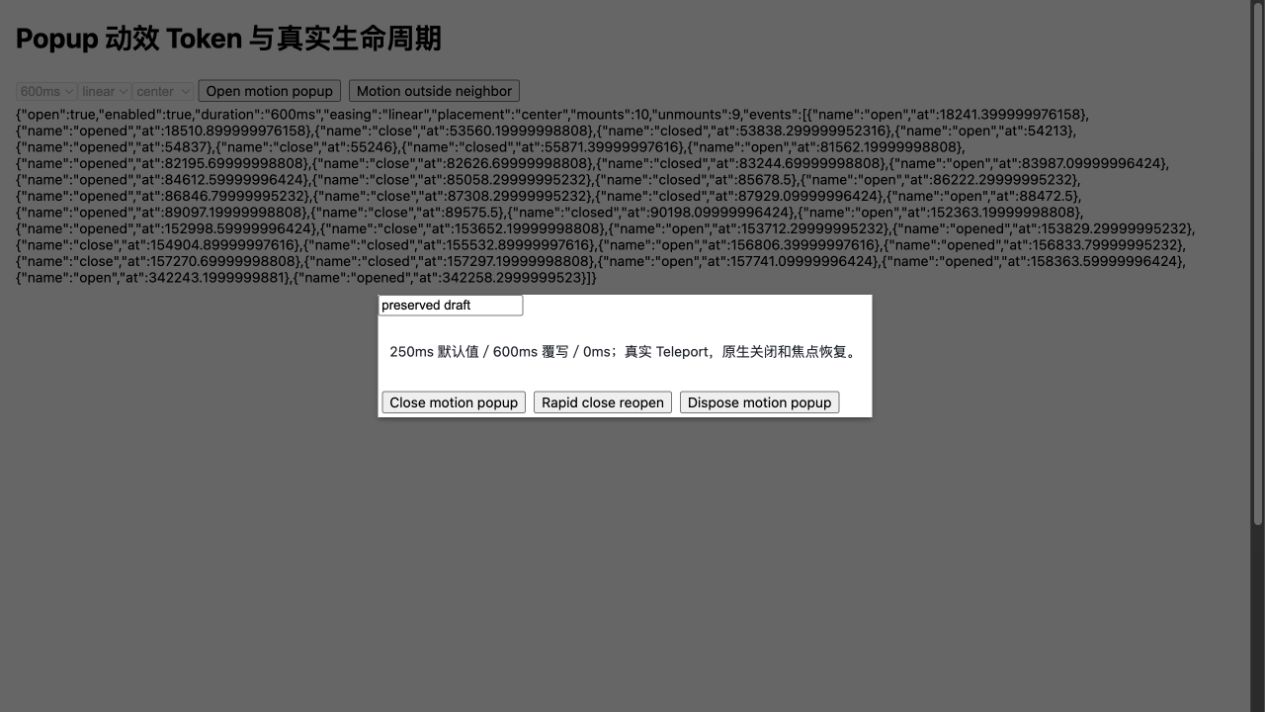 Popup 动效 Token 与真实生命周期
600ms linear center Open motion popup Motion outside neighbor
{"open":true,"enabled":true,"duration":"600ms","easing":"linear","placement":"center","mounts":10,"unmounts":9,"events":[{"name":"open","at":18241.399999976158},
{"name":"opened","at":18510.899999976158},{"name":"close","at":53560.19999998808},{"name":"closed","at":53838.299999952316},{"name":"open","at":54213},
{"name":"opened","at":54837},{"name":"close","at":55246},{"name":"closed","at":55871.39999997616},{"name":"open","at":81562.19999998808},
{"name":"opened","at":82195.69999998808},{"name":"close","at":82626.69999998808},{"name":"closed","at":83244.69999998808},{"name":"open","at":83987.09999996424},
{"name":"opened","at":84612.59999996424},{"name":"close","at":85058.29999995232},{"name":"closed","at":85678.5},{"name":"open","at":86222.29999995232},
{"name":"opened","at":86846.79999995232},{"name":"close","at":87308.29999995232},{"name":"closed","at":87929.09999996424},{"name":"open","at":88472.5},
{"name":"opened","at":89097.19999998808},{"name":"close","at":89575.5},{"name":"closed","at":90198.09999996424},{"name":"open","at":152363.19999998808},
{"name":"opened","at":152998.59999996424},{"name":"close","at":153652.19999998808},{"name":"open","at":153712.29999995232},{"name":"opened","at":153829.29999995232},
{"name":"close","at":154904.89999997616},{"name":"closed","at":155532.89999997616},{"name":"open","at":156806.39999997616},{"name":"opened","at":156833.79999995232},
{"name":"close","at":157270.69999998808},{"name":"closed","at":157297.19999998808},{"name":"open","at":157741.09999996424},{"name":"opened","at":158363.59999996424},
{"name":"open","at":342243.1999999881},{"name":"opened","at":342258.2999999523}]}
preserved draft
250ms 默认值 / 600ms 覆写 / 0ms；真实 Teleport，原生关闭和焦点恢复。
Close motion popup Rapid close reopen Dispose motion popup